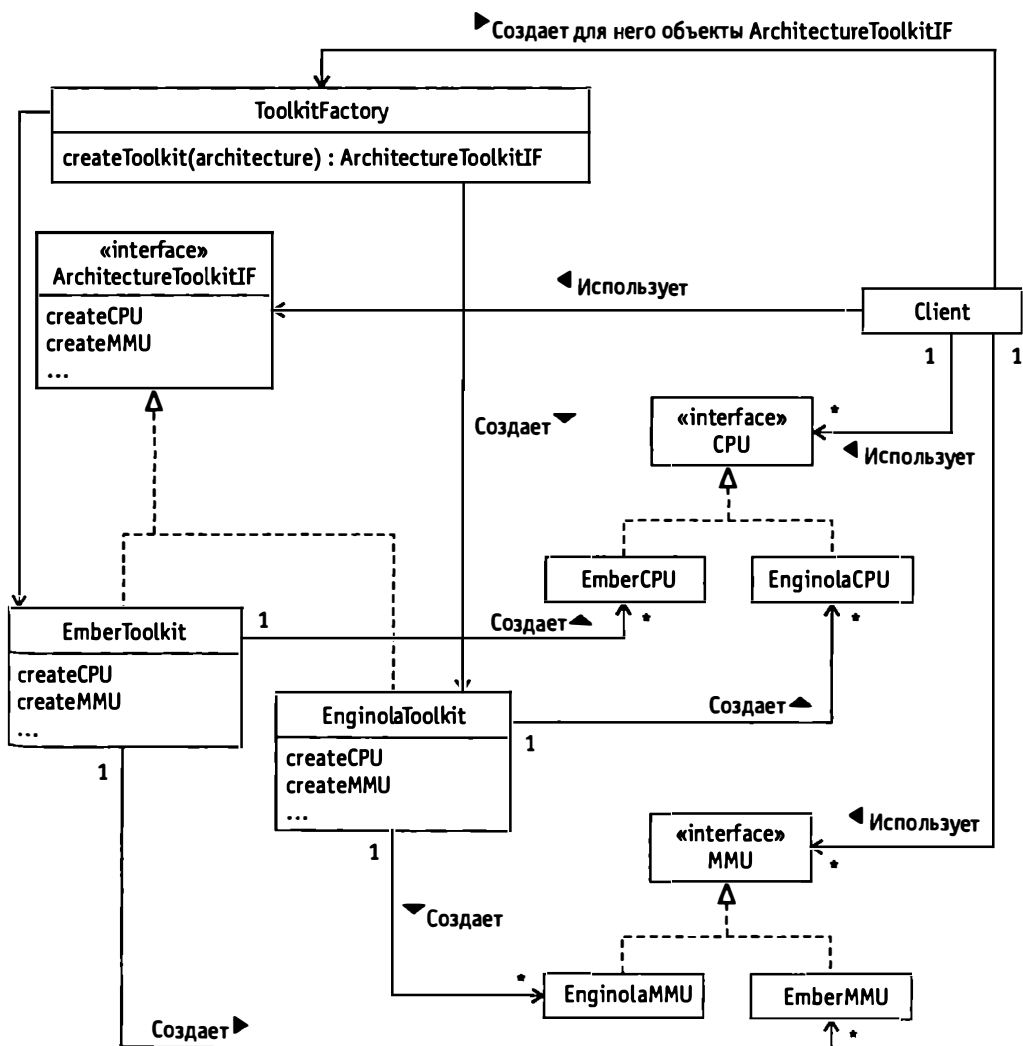 Создает для него объекты ArchitectureToolkitIF
ToolkitFactory
createToolkit(architecture) : ArchitectureToolkitIF
«interface»
ArchitectureToolkitIF
createCPU
createMMU
...
Использует
Client
1
1
Создает
«interface»
CPU
*
Использует
EmberCPU
EnginolaCPU
EmberToolkit
createCPU
createMMU
...
1
Создает
*
*
1
EnginolaToolkit
createCPU
createMMU
...
1
Создает
1
«interface»
MMU
Использует
*
Создает
*
EnginolaMMU
EmberMMU
Создает
*